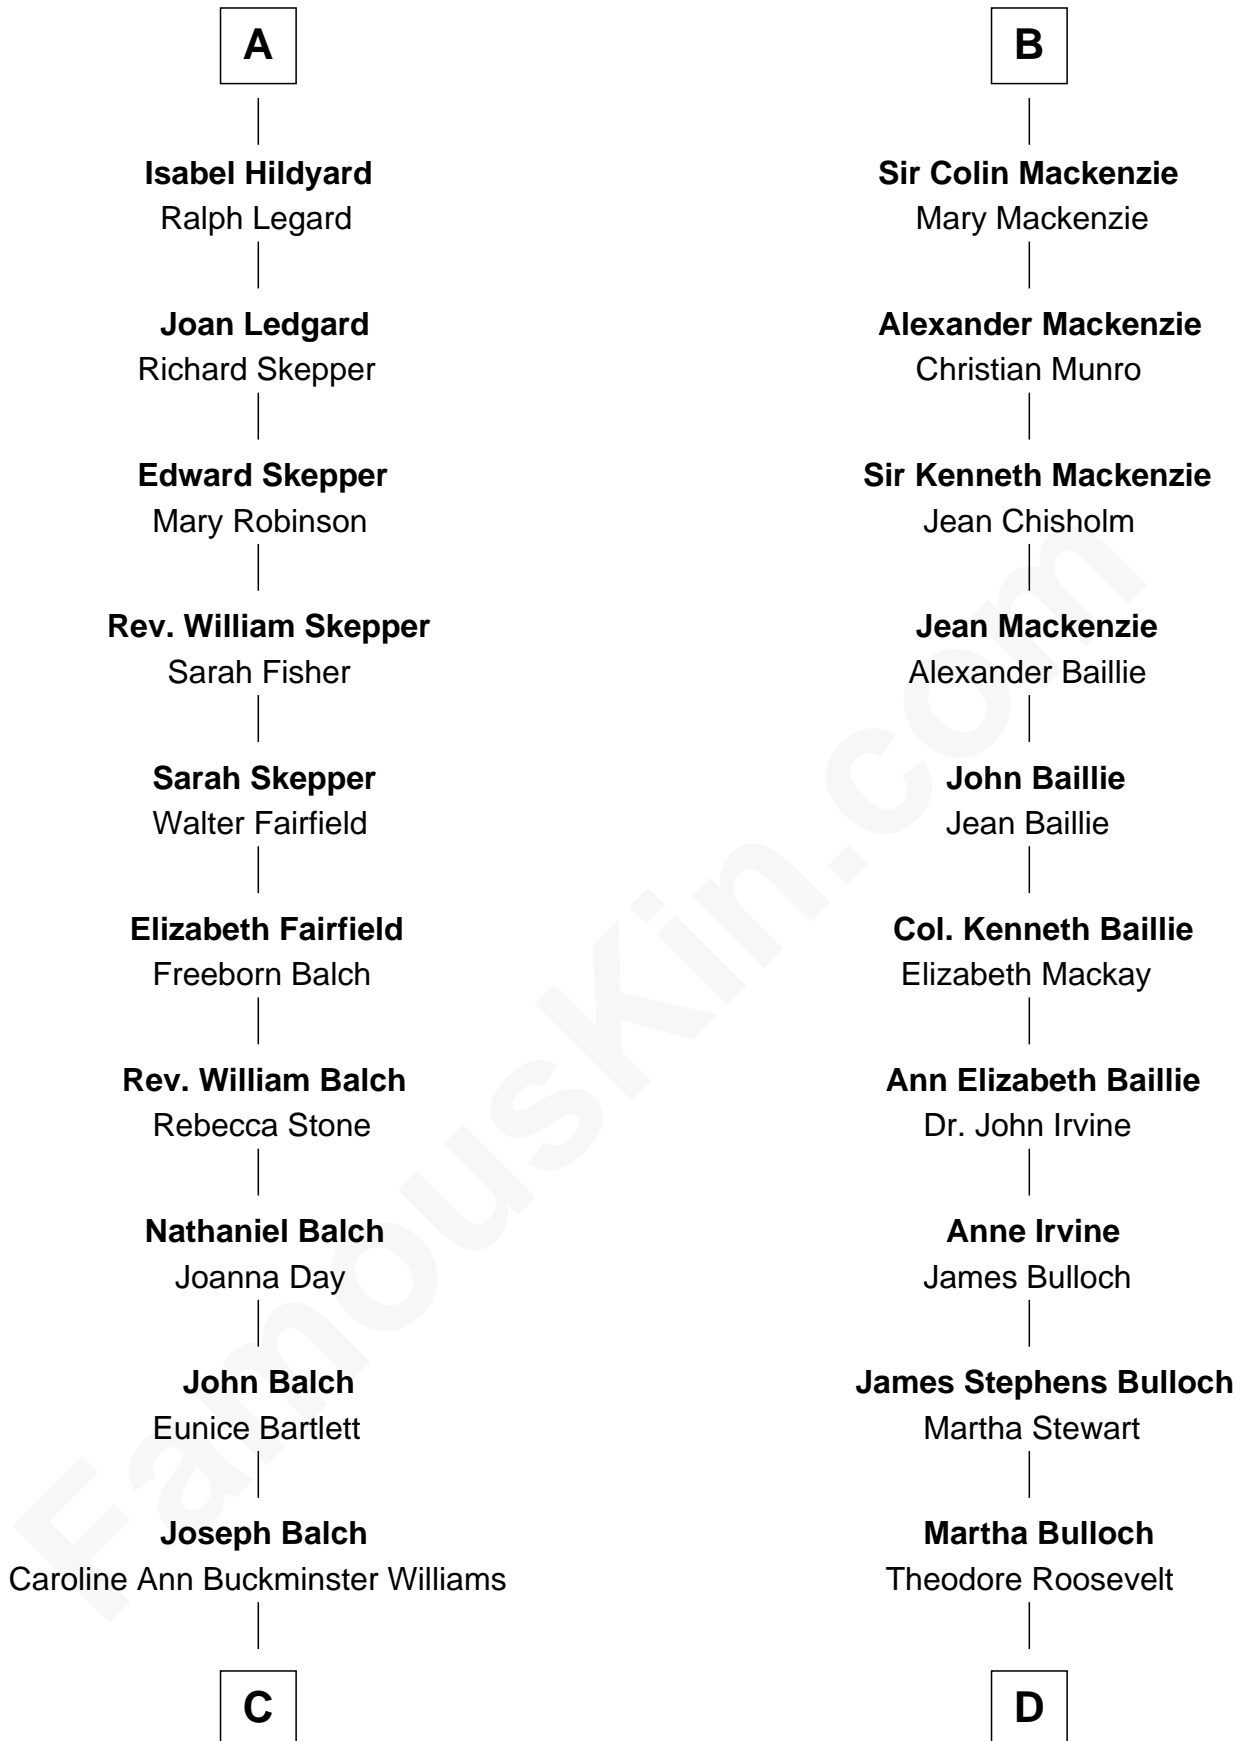 A
Isabel Hildyard
Ralph Legard
Joan Ledgard
Richard Skepper
Edward Skepper
Mary Robinson
Rev. William Skepper
Sarah Fisher
Sarah Skepper
Walter Fairfield
Elizabeth Fairfield
Freeborn Balch
Rev. William Balch
Rebecca Stone
Nathaniel Balch
Joanna Day
John Balch
Eunice Bartlett
Joseph Balch
Caroline Ann Buckminster Williams
C
B
Sir Colin Mackenzie
Mary Mackenzie
Alexander Mackenzie
Christian Munro
Sir Kenneth Mackenzie
Jean Chisholm
Jean Mackenzie
Alexander Baillie
John Baillie
Jean Baillie
Col. Kenneth Baillie
Elizabeth Mackay
Ann Elizabeth Baillie
Dr. John Irvine
Anne Irvine
James Bulloch
James Stephens Bulloch
Martha Stewart
Martha Bulloch
Theodore Roosevelt
D
FamousKin.com